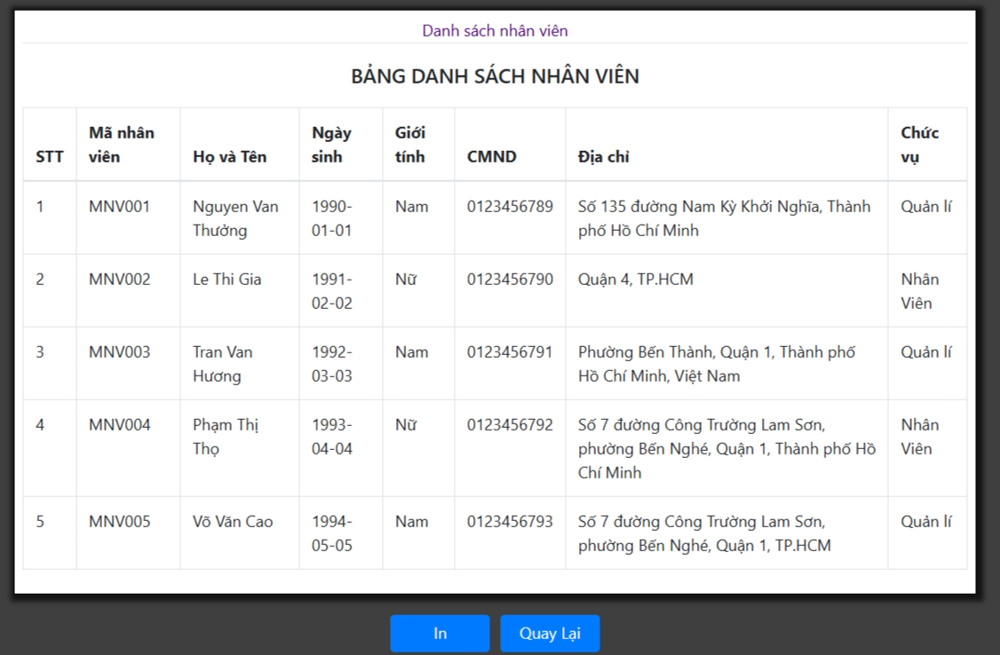 Danh sách nhân viên
BẢNG DANH SÁCH NHÂN VIÊN
STT Mã nhân viên Họ và Tên Ngày sinh Giới tính CMND Địa chỉ Chức vụ
1 MNV001 Nguyen Van Thưởng 1990-01-01 Nam 0123456789 Số 135 đường Nam Kỳ Khởi Nghĩa, Thành phố Hồ Chí Minh Quản lí
2 MNV002 Le Thi Gia 1991-02-02 Nữ 0123456790 Quận 4, TP.HCM Nhân Viên
3 MNV003 Tran Van Hương 1992-03-03 Nam 0123456791 Phường Bến Thành, Quận 1, Thành phố Hồ Chí Minh, Việt Nam Quản lí
4 MNV004 Phạm Thị Thọ 1993-04-04 Nữ 0123456792 Số 7 đường Công Trường Lam Sơn, phường Bến Nghé, Quận 1, Thành phố Hồ Chí Minh Nhân Viên
5 MNV005 Võ Văn Cao 1994-05-05 Nam 0123456793 Số 7 đường Công Trường Lam Sơn, phường Bến Nghé, Quận 1, TP.HCM Quản lí
In Quay Lại